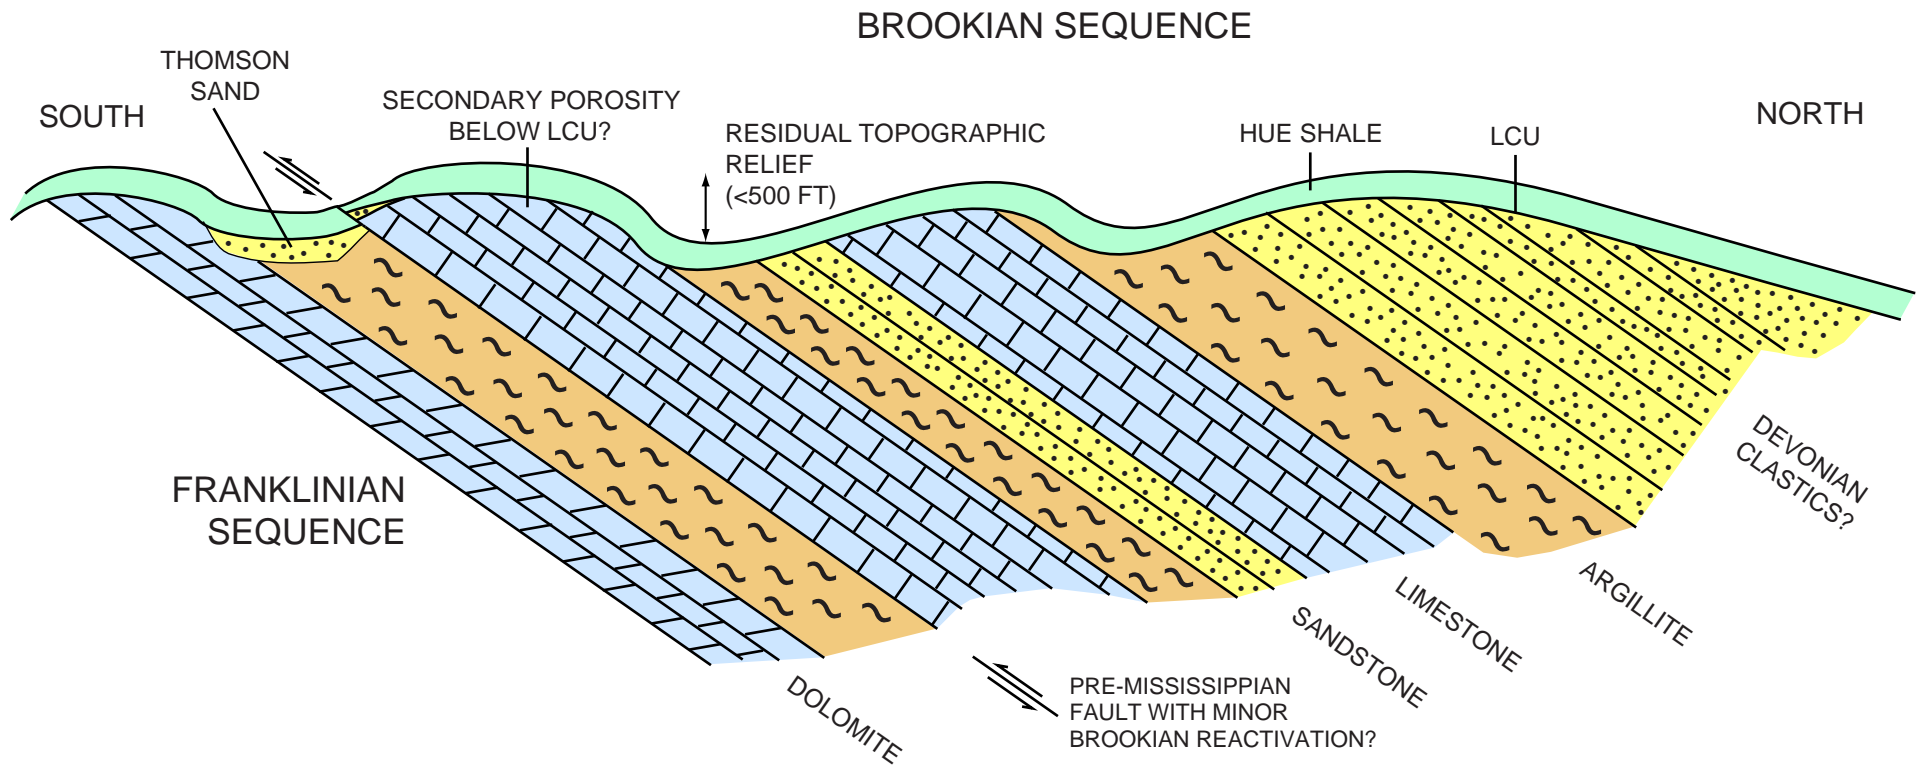 BROOKIAN SEQUENCE
THOMSON
SAND
SOUTH
SECONDARY POROSITY
BELOW LCU?
RESIDUAL TOPOGRAPHIC
RELIEF
(<500 FT)
HUE SHALE
LCU
NORTH
FRANKLINIAN
SEQUENCE
DEVONIAN
CLASTICS?
ARGILLITE
LIMESTONE
SANDSTONE
DOLOMITE
PRE-MISSISSIPPIAN
FAULT WITH MINOR
BROOKIAN REACTIVATION?